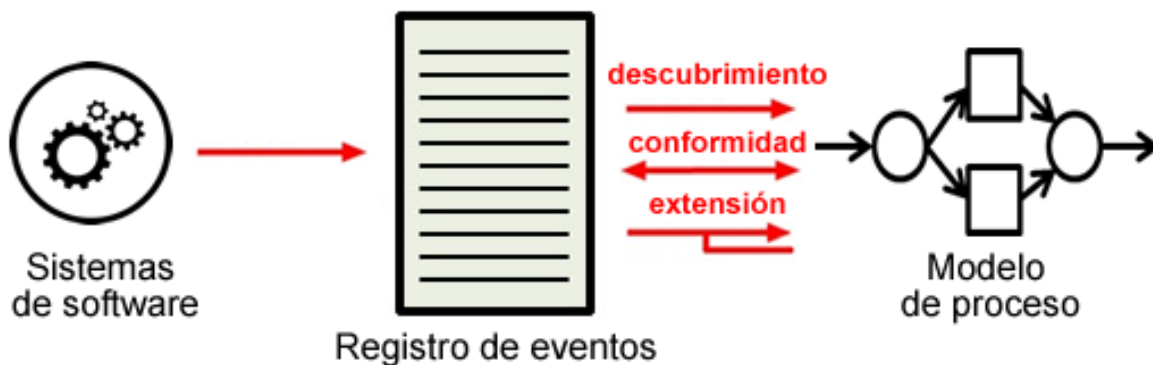 Sistemas
de software
Registro de eventos
descubrimiento
conformidad
extensión
Modelo
de proceso